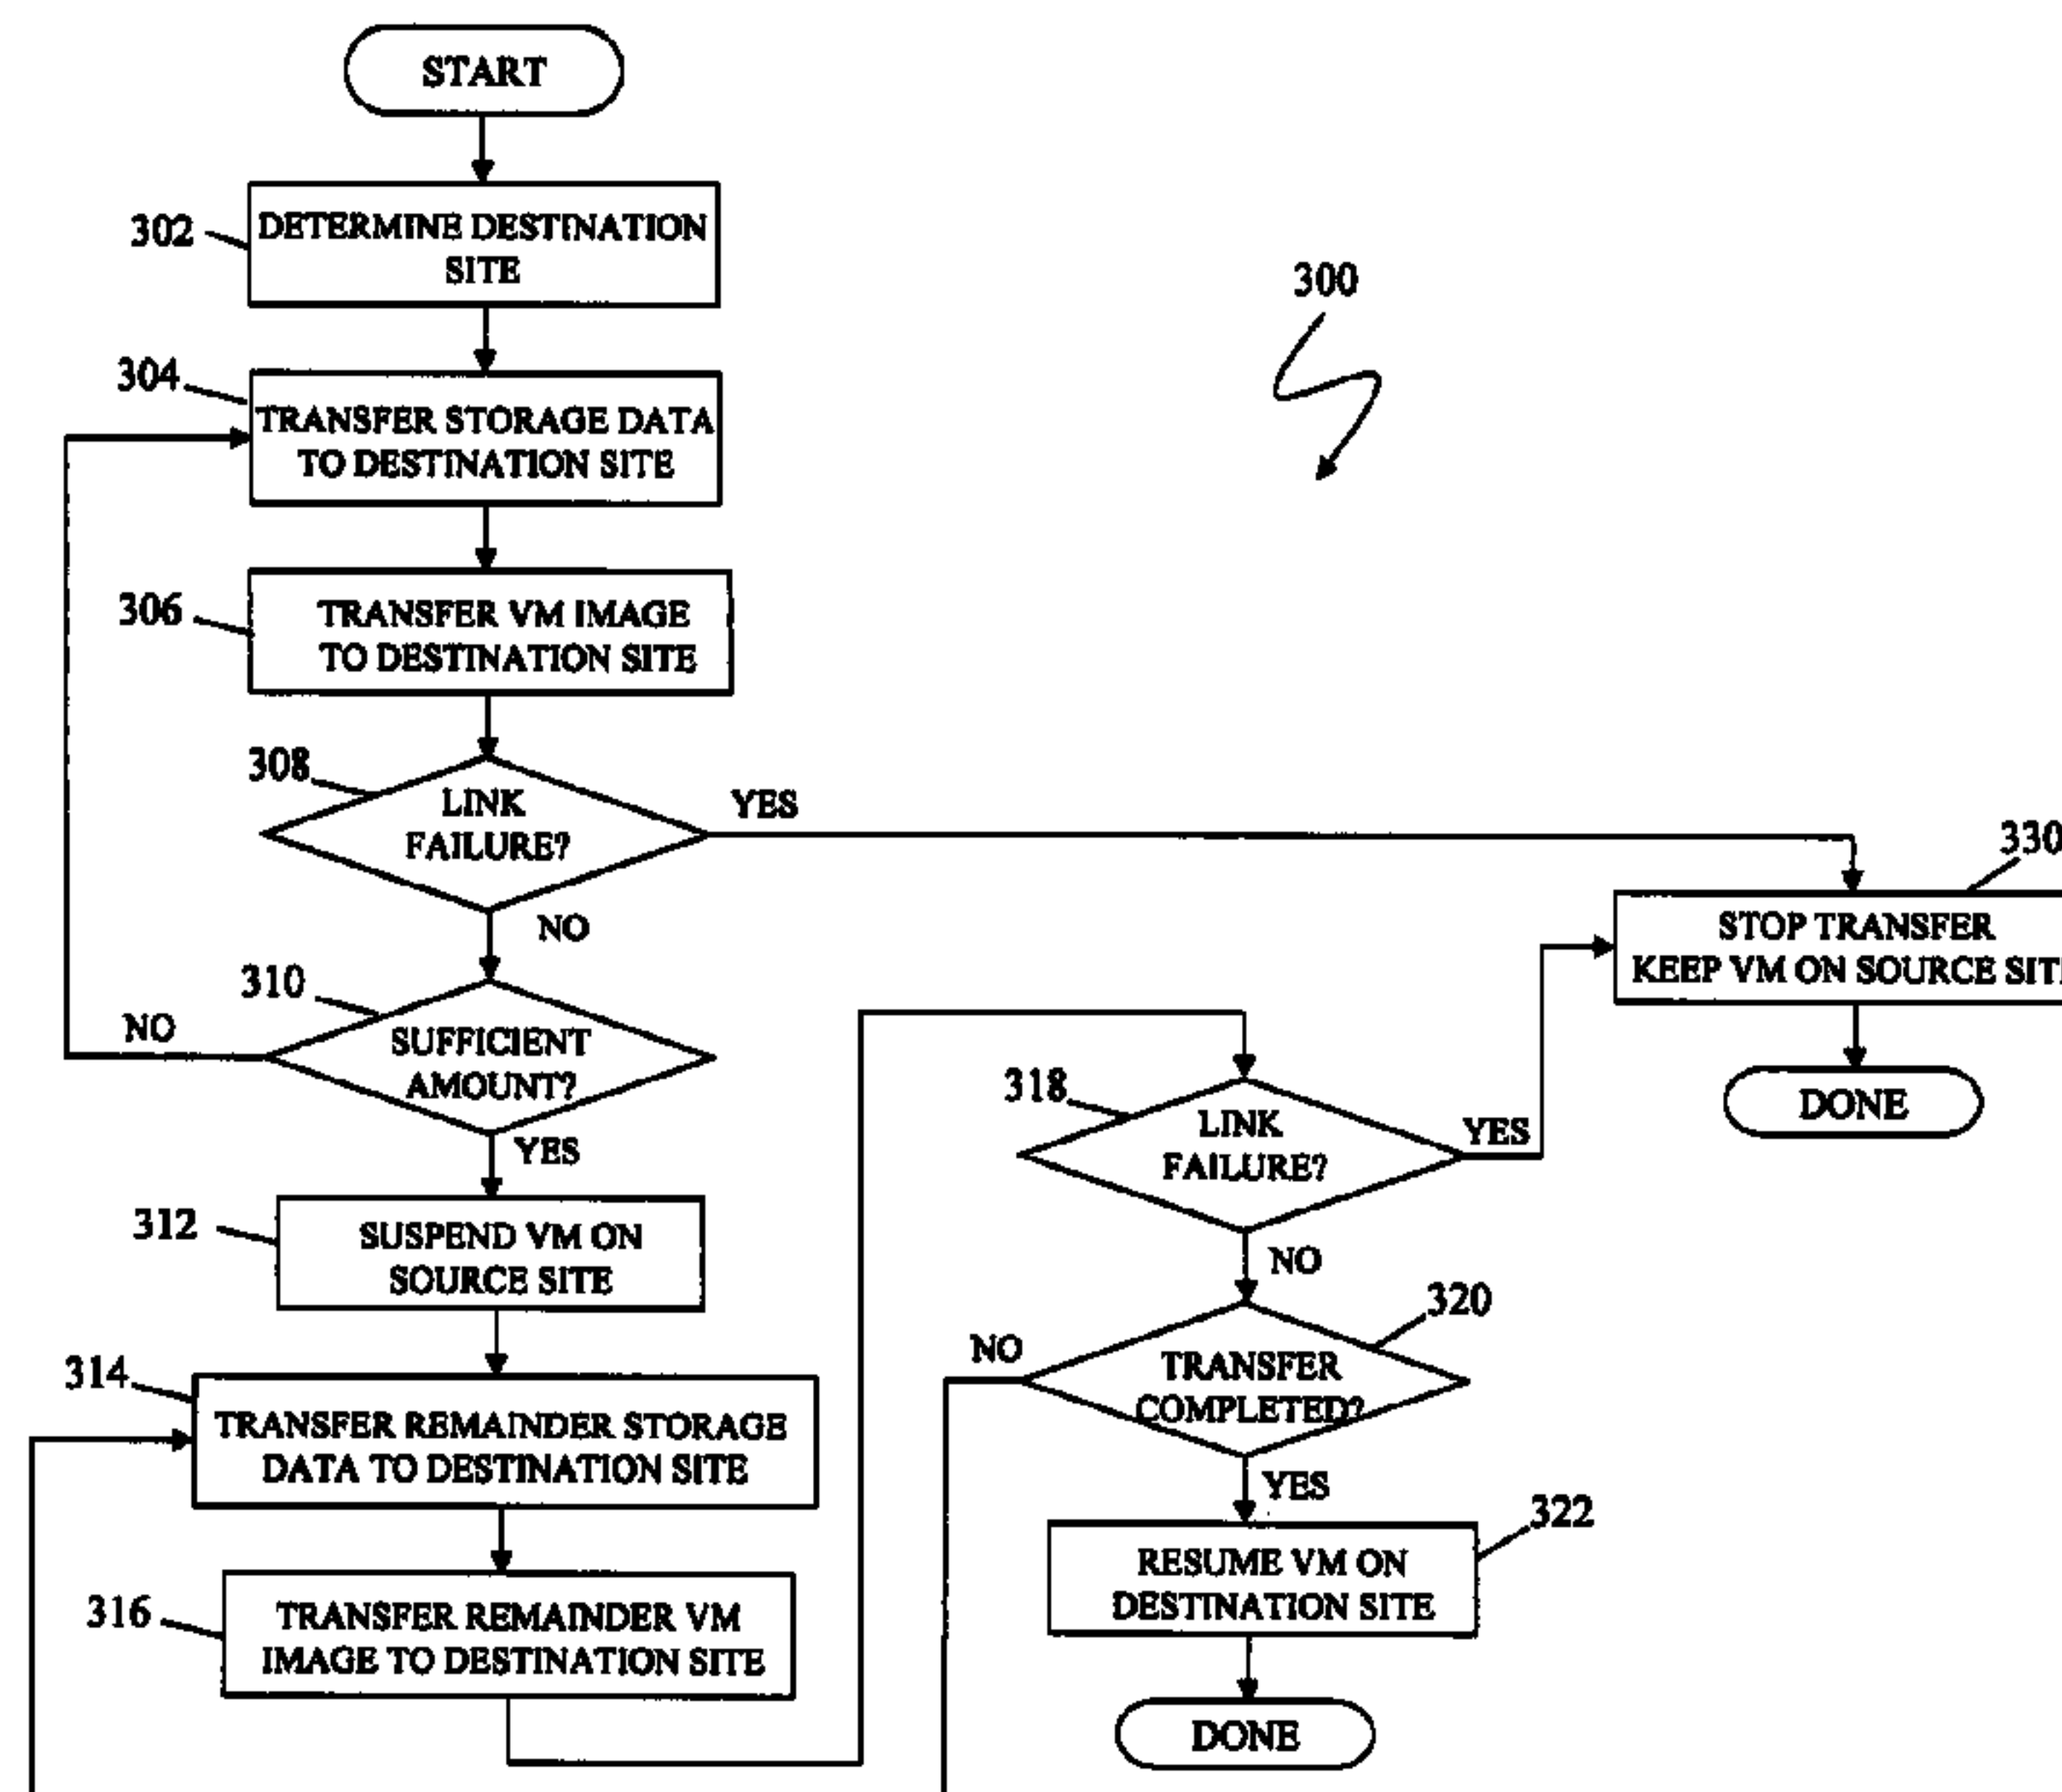 START
302
DETERMINE DESTINATION
SITE
300
304
TRANSFER STORAGE DATA
TO DESTINATION SITE
306
TRANSFER VM IMAGE
TO DESTINATION SITE
308
LINK
FAILURE?
YES
NO
330
STOP TRANSFER
KEEP VM ON SOURCE SITE
DONE
310
SUFFICIENT
AMOUNT?
NO
YES
312
SUSPEND VM ON
SOURCE SITE
314
TRANSFER REMAINDER STORAGE
DATA TO DESTINATION SITE
316
TRANSFER REMAINDER VM
IMAGE TO DESTINATION SITE
318
LINK
FAILURE?
YES
NO
320
TRANSFER
COMPLETED?
NO
YES
322
RESUME VM ON
DESTINATION SITE
DONE